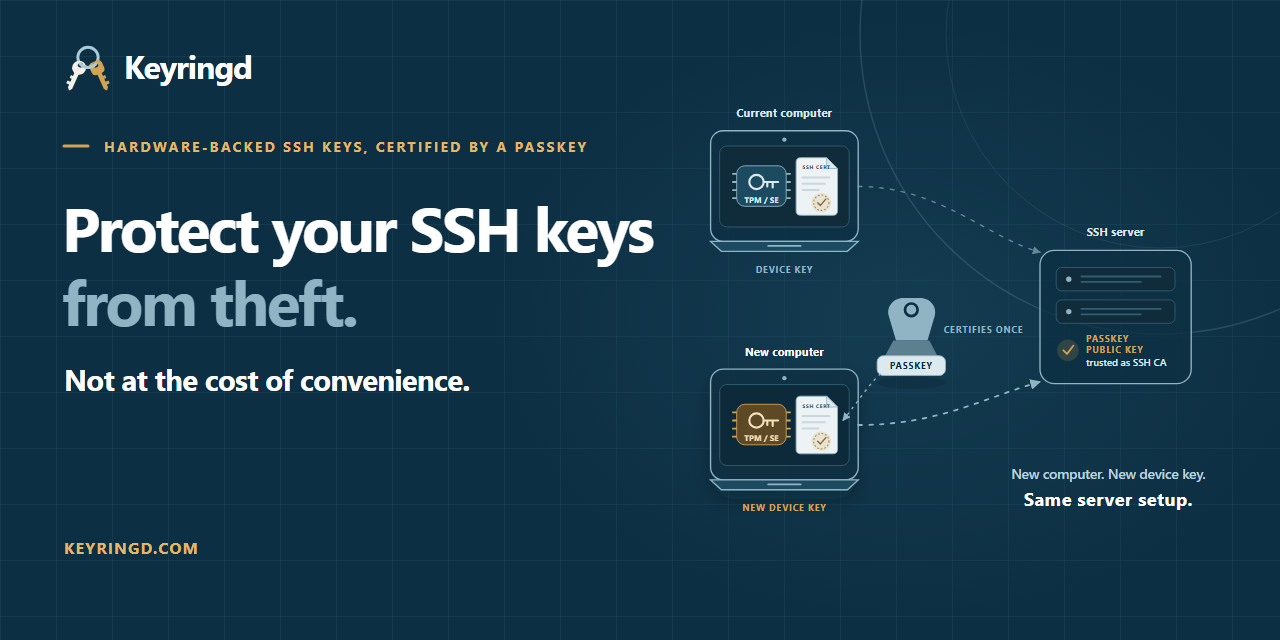 Keyringd
HARDWARE-BACKED SSH KEYS, CERTIFIED BY A PASSKEY
Protect your SSH keys
from theft.
Not at the cost of convenience.
KEYRINGD.COM
Current computer
TPM / SE
SSH CERT
DEVICE KEY
New computer
TPM / SE
SSH CERT
NEW DEVICE KEY
PASSKEY
CERTIFIES ONCE
SSH server
PASSKEY
PUBLIC KEY
trusted as SSH CA
New computer. New device key.
Same server setup.